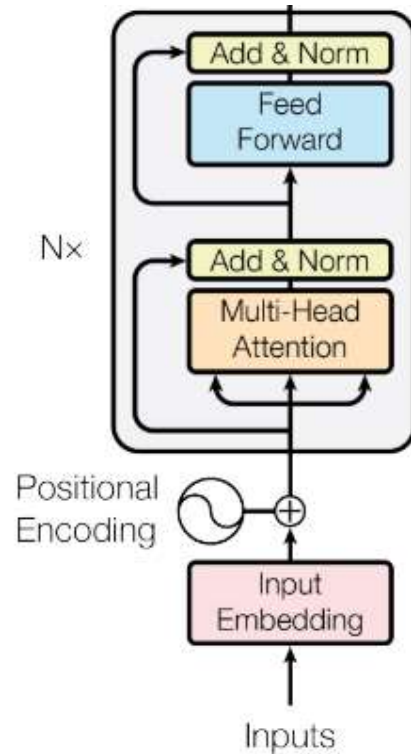 Add & Norm
Feed
Forward
N×
Add & Norm
Multi-Head
Attention
Positional
Encoding
Input
Embedding
Inputs